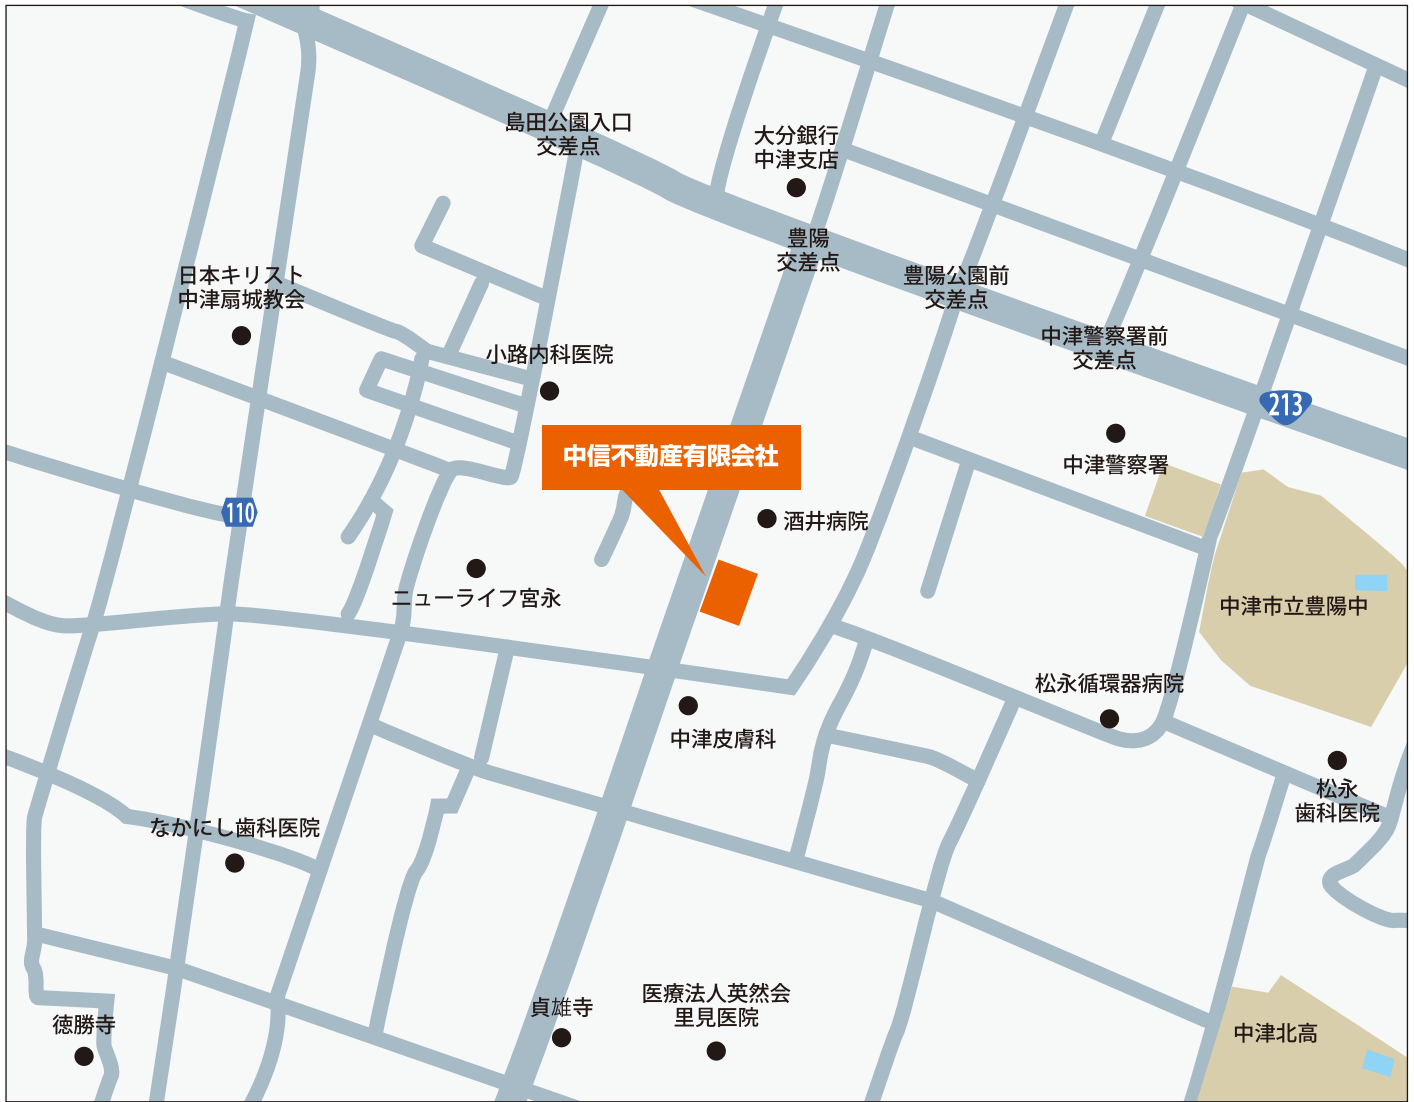 島田公園入口
交差点
大分銀行
中津支店
豊陽
交差点
豊陽公園前
交差点
日本キリスト
中津扇城教会
中津警察署前
交差点
小路内科医院
213
中信不動産有限会社
中津警察署
110
酒井病院
ニューライフ宮永
中津市立豊陽中
松永循環器病院
中津皮膚科
松永
歯科医院
なかにし歯科医院
貞雄寺
医療法人英然会
里見医院
徳勝寺
中津北高